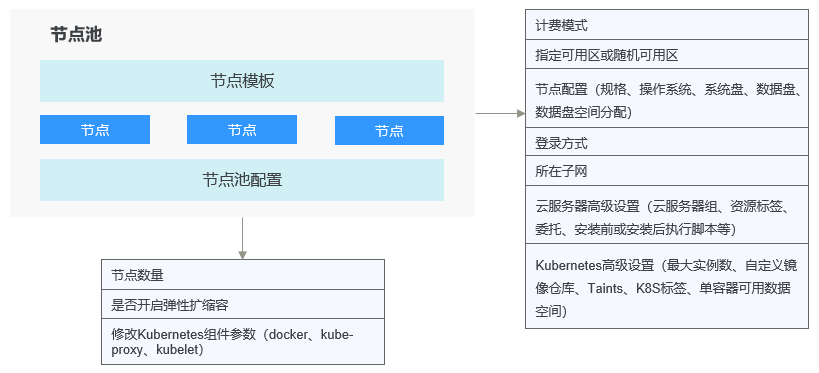 节点池
节点模板
节点 节点 节点
节点池配置
节点数量
是否开启弹性扩缩容
修改Kubernetes组件参数（docker、kube-
proxy、kubelet）
计费模式
指定可用区或随机可用区
节点配置（规格、操作系统、系统盘、数据盘、
数据盘空间分配）
登录方式
所在子网
云服务器高级设置（云服务器组、资源标签、
委托、安装前或安装后执行脚本等）
Kubernetes高级设置（最大实例数、自定义镜
像仓库、Taints、K8S标签、单容器可用数据
空间）